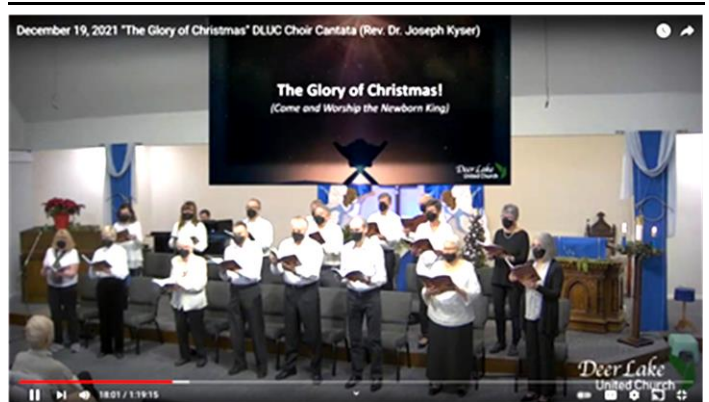 December 19, 2021 "The Glory of Christmas" DLUC Choir Cantata (Rev. Dr. Joseph Kyser)
The Glory of Christmas!
(Come and Worship the Newborn King)
Deer Lake
United Church
Deer Lake
United Church
18:01 / 1:19:15